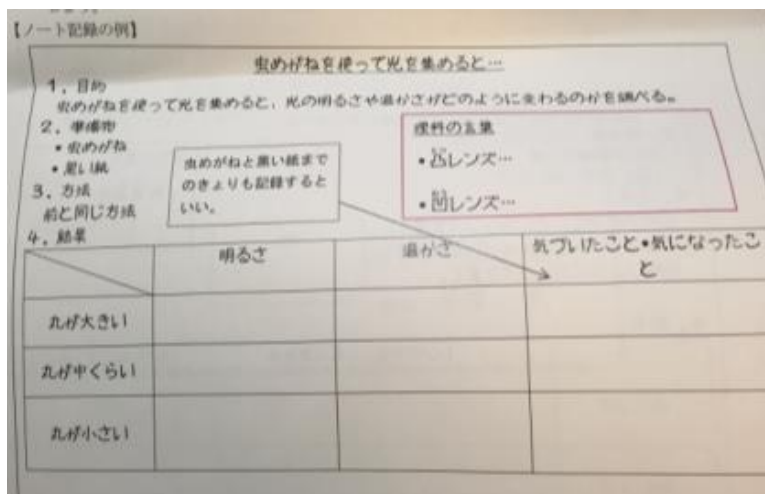 【ノート記録の例】
虫めがねを使って光を集めると…
1、目的
虫めがねを使って光を集めると、光の明るさや温かさがどのように変わるのかを調べる。
2、準備物
・虫めがね
・黒い紙
3、方法
前と同じ方法
虫めがねと黒い紙まで
のきょりも記録すると
いい。
理科の言葉
・凸レンズ…
・凹レンズ…
4、結果
明るさ
温かさ
気づいたこと・気になったこ
と
丸が大きい
丸が中くらい
丸が小さい